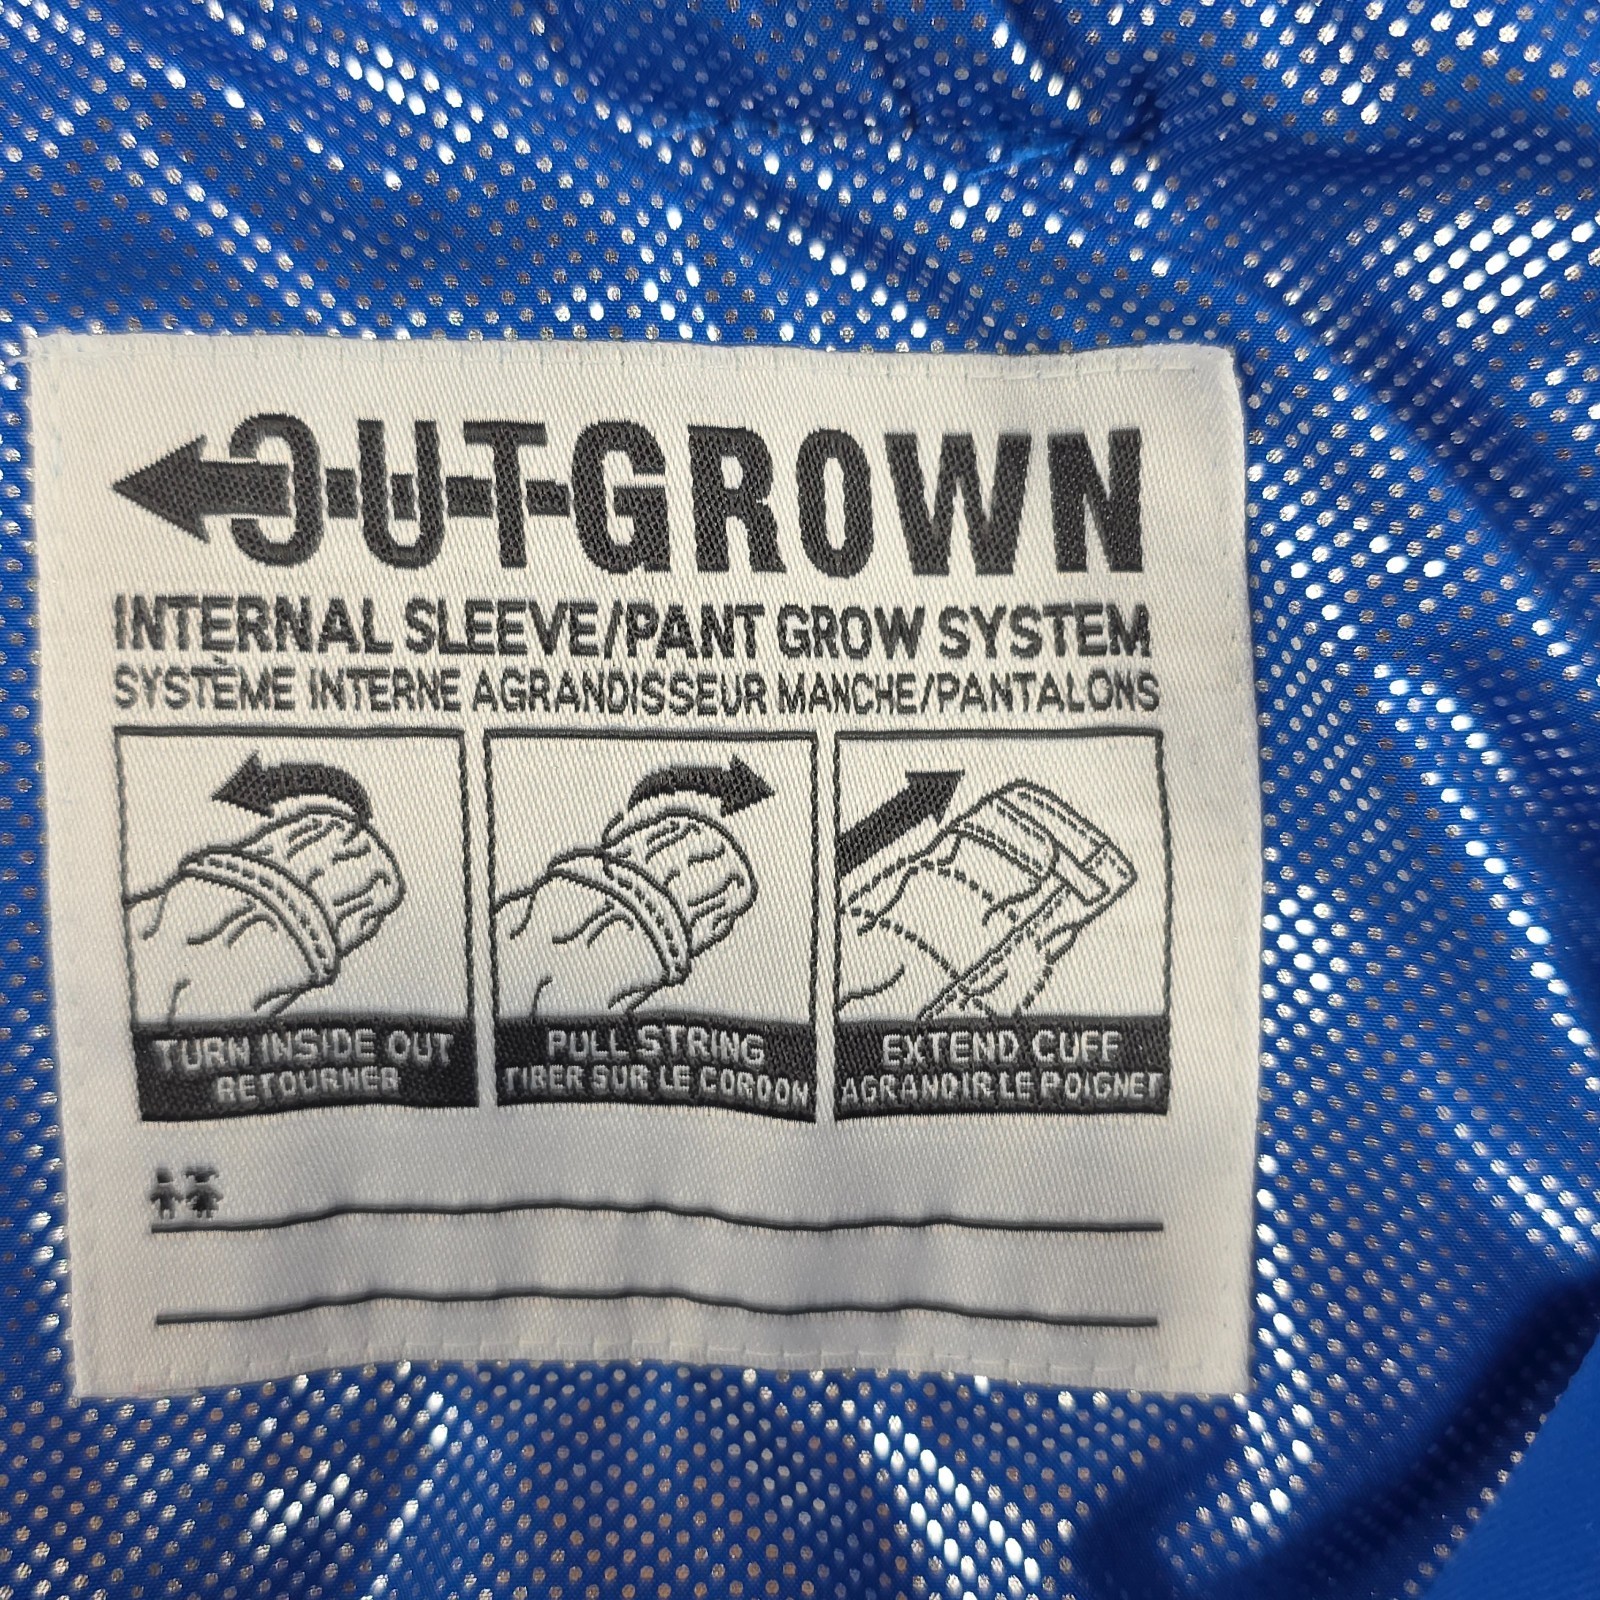 OUTGROWN
INTERNAL SLEEVE/PANT GROW SYSTEM
SYSTÈME INTERNE AGRANDISSEUR MANCHE/PANTALONS
TURN INSIDE OUT
RETOURNER
PULL STRING
TIRER SUR LE CORDON
EXTEND CUFF
AGRANDIR LE POIGNET